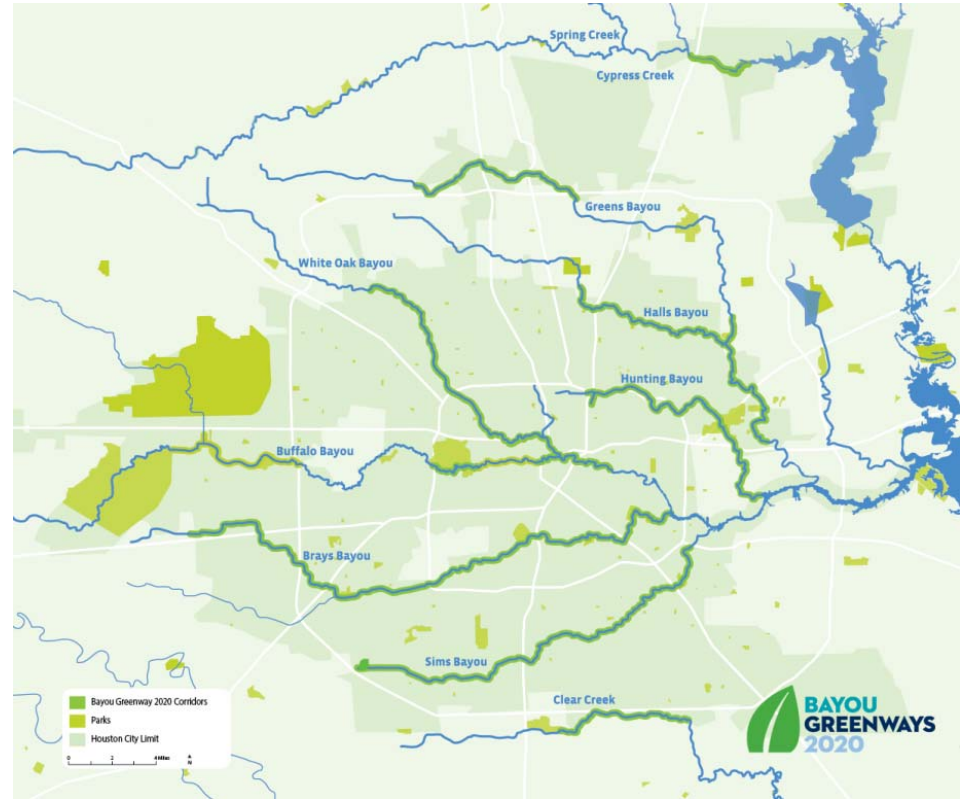 Spring Creek
Cypress Creek
Greens Bayou
White Oak Bayou
Halls Bayou
Hunting Bayou
Buffalo Bayou
Brays Bayou
Sims Bayou
Clear Creek
Bayou Greenway 2020 Corridors
Parks
Houston City Limit
0 2 4 Miles
N
BAYOU
GREENWAYS
2020